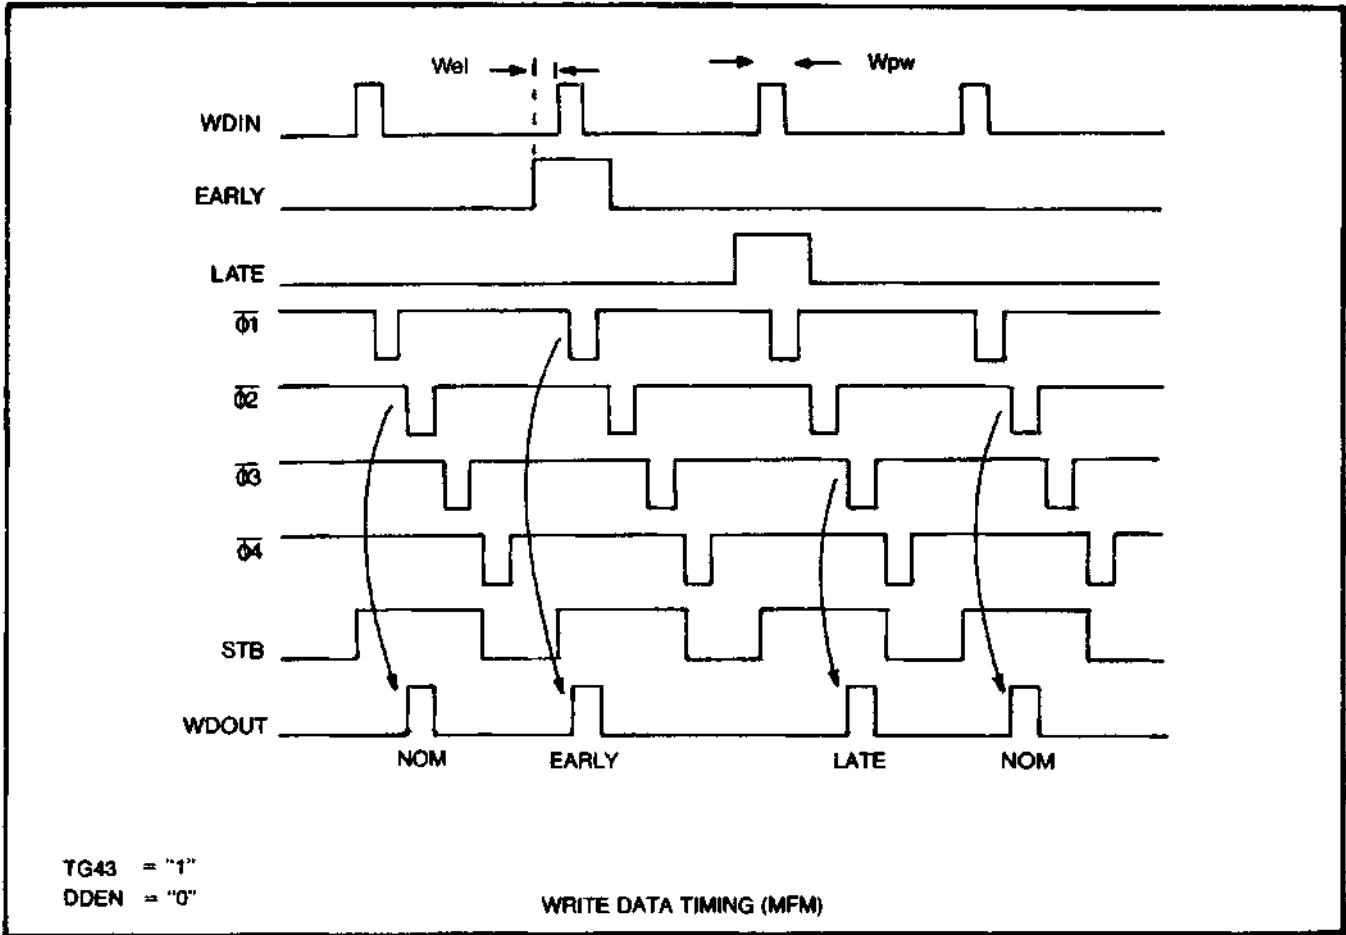 Wel Wpw
WDIN
EARLY
LATE
φ1
φ2
φ3
φ4
STB
WDOUT
NOM EARLY LATE NOM
TG43 = "1"
DDEN = "0"
WRITE DATA TIMING (MFM)